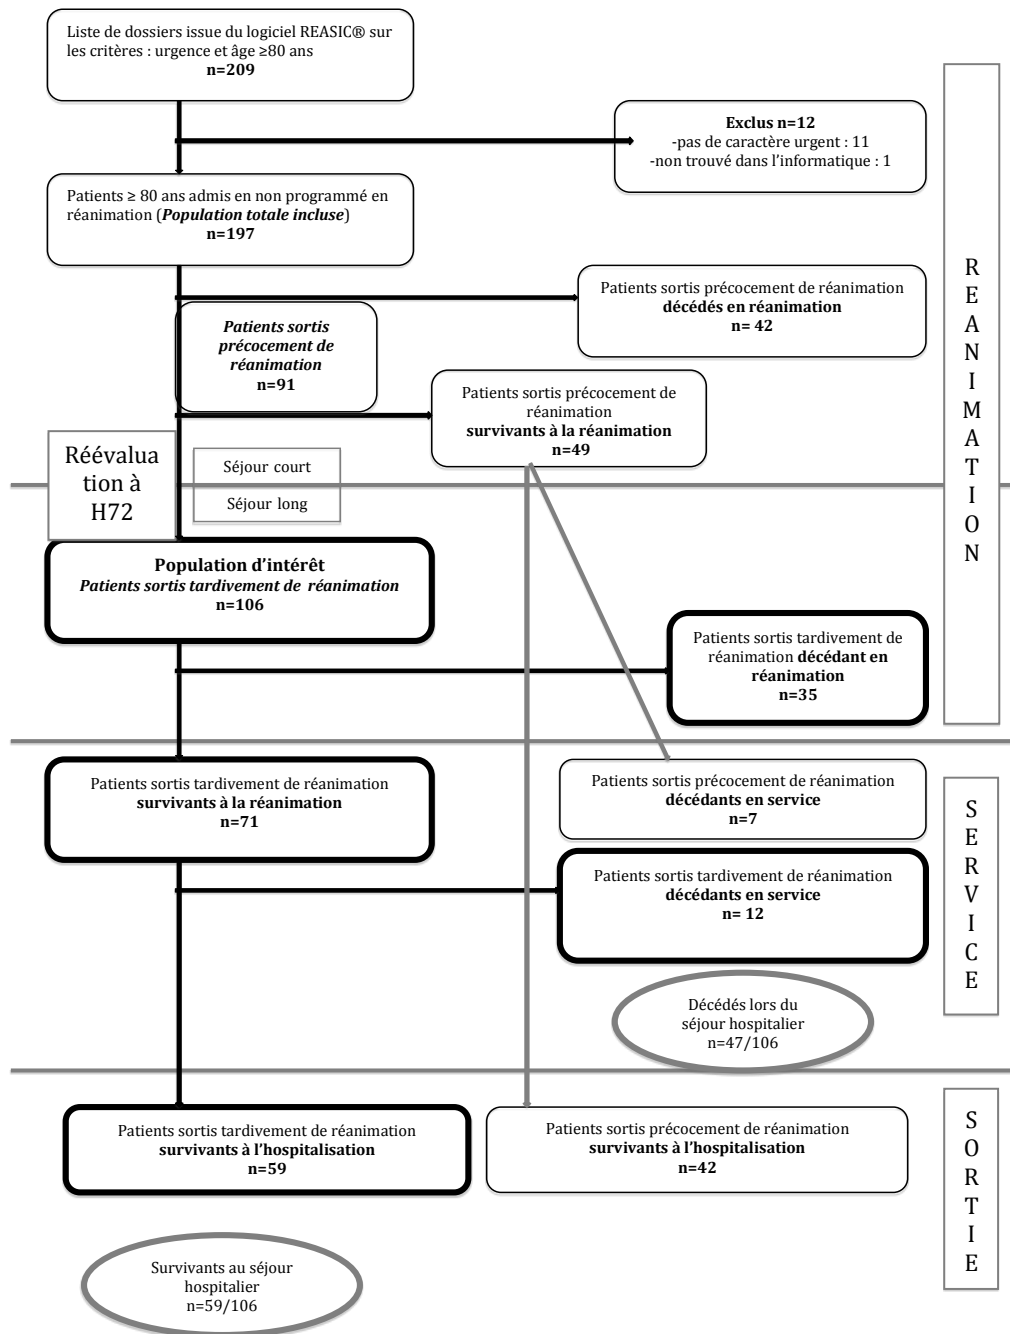 Liste de dossiers issue du logiciel REASIC® sur
les critères : urgence et âge ≥80 ans
n=209
Exclus n=12
-pas de caractère urgent : 11
-non trouvé dans l'informatique : 1
Patients ≥ 80 ans admis en non programmé en
réanimation (Population totale incluse)
n=197
Patients sortis précocement de réanimation
décédés en réanimation
n= 42
Patients sortis
précocement de
réanimation
n=91
Patients sortis précocement de
réanimation
survivants à la réanimation
n=49
Réévalua
tion à
H72
Séjour court
Séjour long
Population d'intérêt
Patients sortis tardivement de réanimation
n=106
Patients sortis tardivement de
réanimation décédant en
réanimation
n=35
R
E
A
N
I
M
A
T
I
O
N
Patients sortis tardivement de réanimation
survivants à la réanimation
n=71
Patients sortis précocement de réanimation
décédants en service
n=7
Patients sortis tardivement de réanimation
décédants en service
n= 12
Décédés lors du
séjour hospitalier
n=47/106
S
E
R
V
I
C
E
Patients sortis tardivement de réanimation
survivants à l'hospitalisation
n=59
Patients sortis précocement de réanimation
survivants à l'hospitalisation
n=42
Survivants au séjour
hospitalier
n=59/106
S
O
R
T
I
E